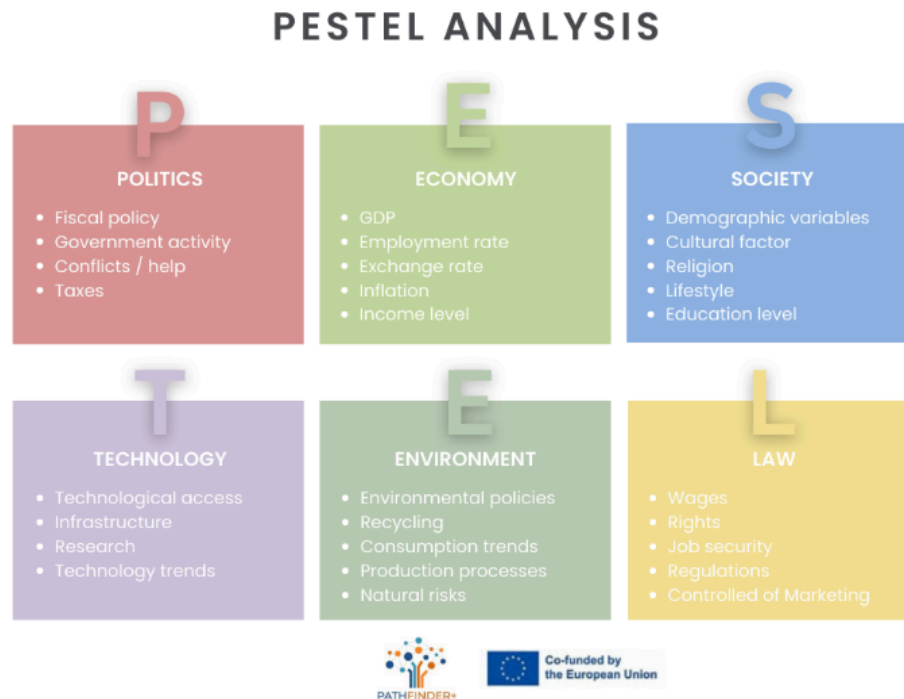 PESTEL ANALYSIS
P
POLITICS
• Fiscal policy
• Government activity
• Conflicts / help
• Taxes
E
ECONOMY
• GDP
• Employment rate
• Exchange rate
• Inflation
• Income level
S
SOCIETY
• Demographic variables
• Cultural factor
• Religion
• Lifestyle
• Education level
T
TECHNOLOGY
• Technological access
• Infrastructure
• Research
• Technology trends
E
ENVIRONMENT
• Environmental policies
• Recycling
• Consumption trends
• Production processes
• Natural risks
L
LAW
• Wages
• Rights
• Job security
• Regulations
• Controlled of Marketing
PATHFINDER+
Co-funded by
the European Union